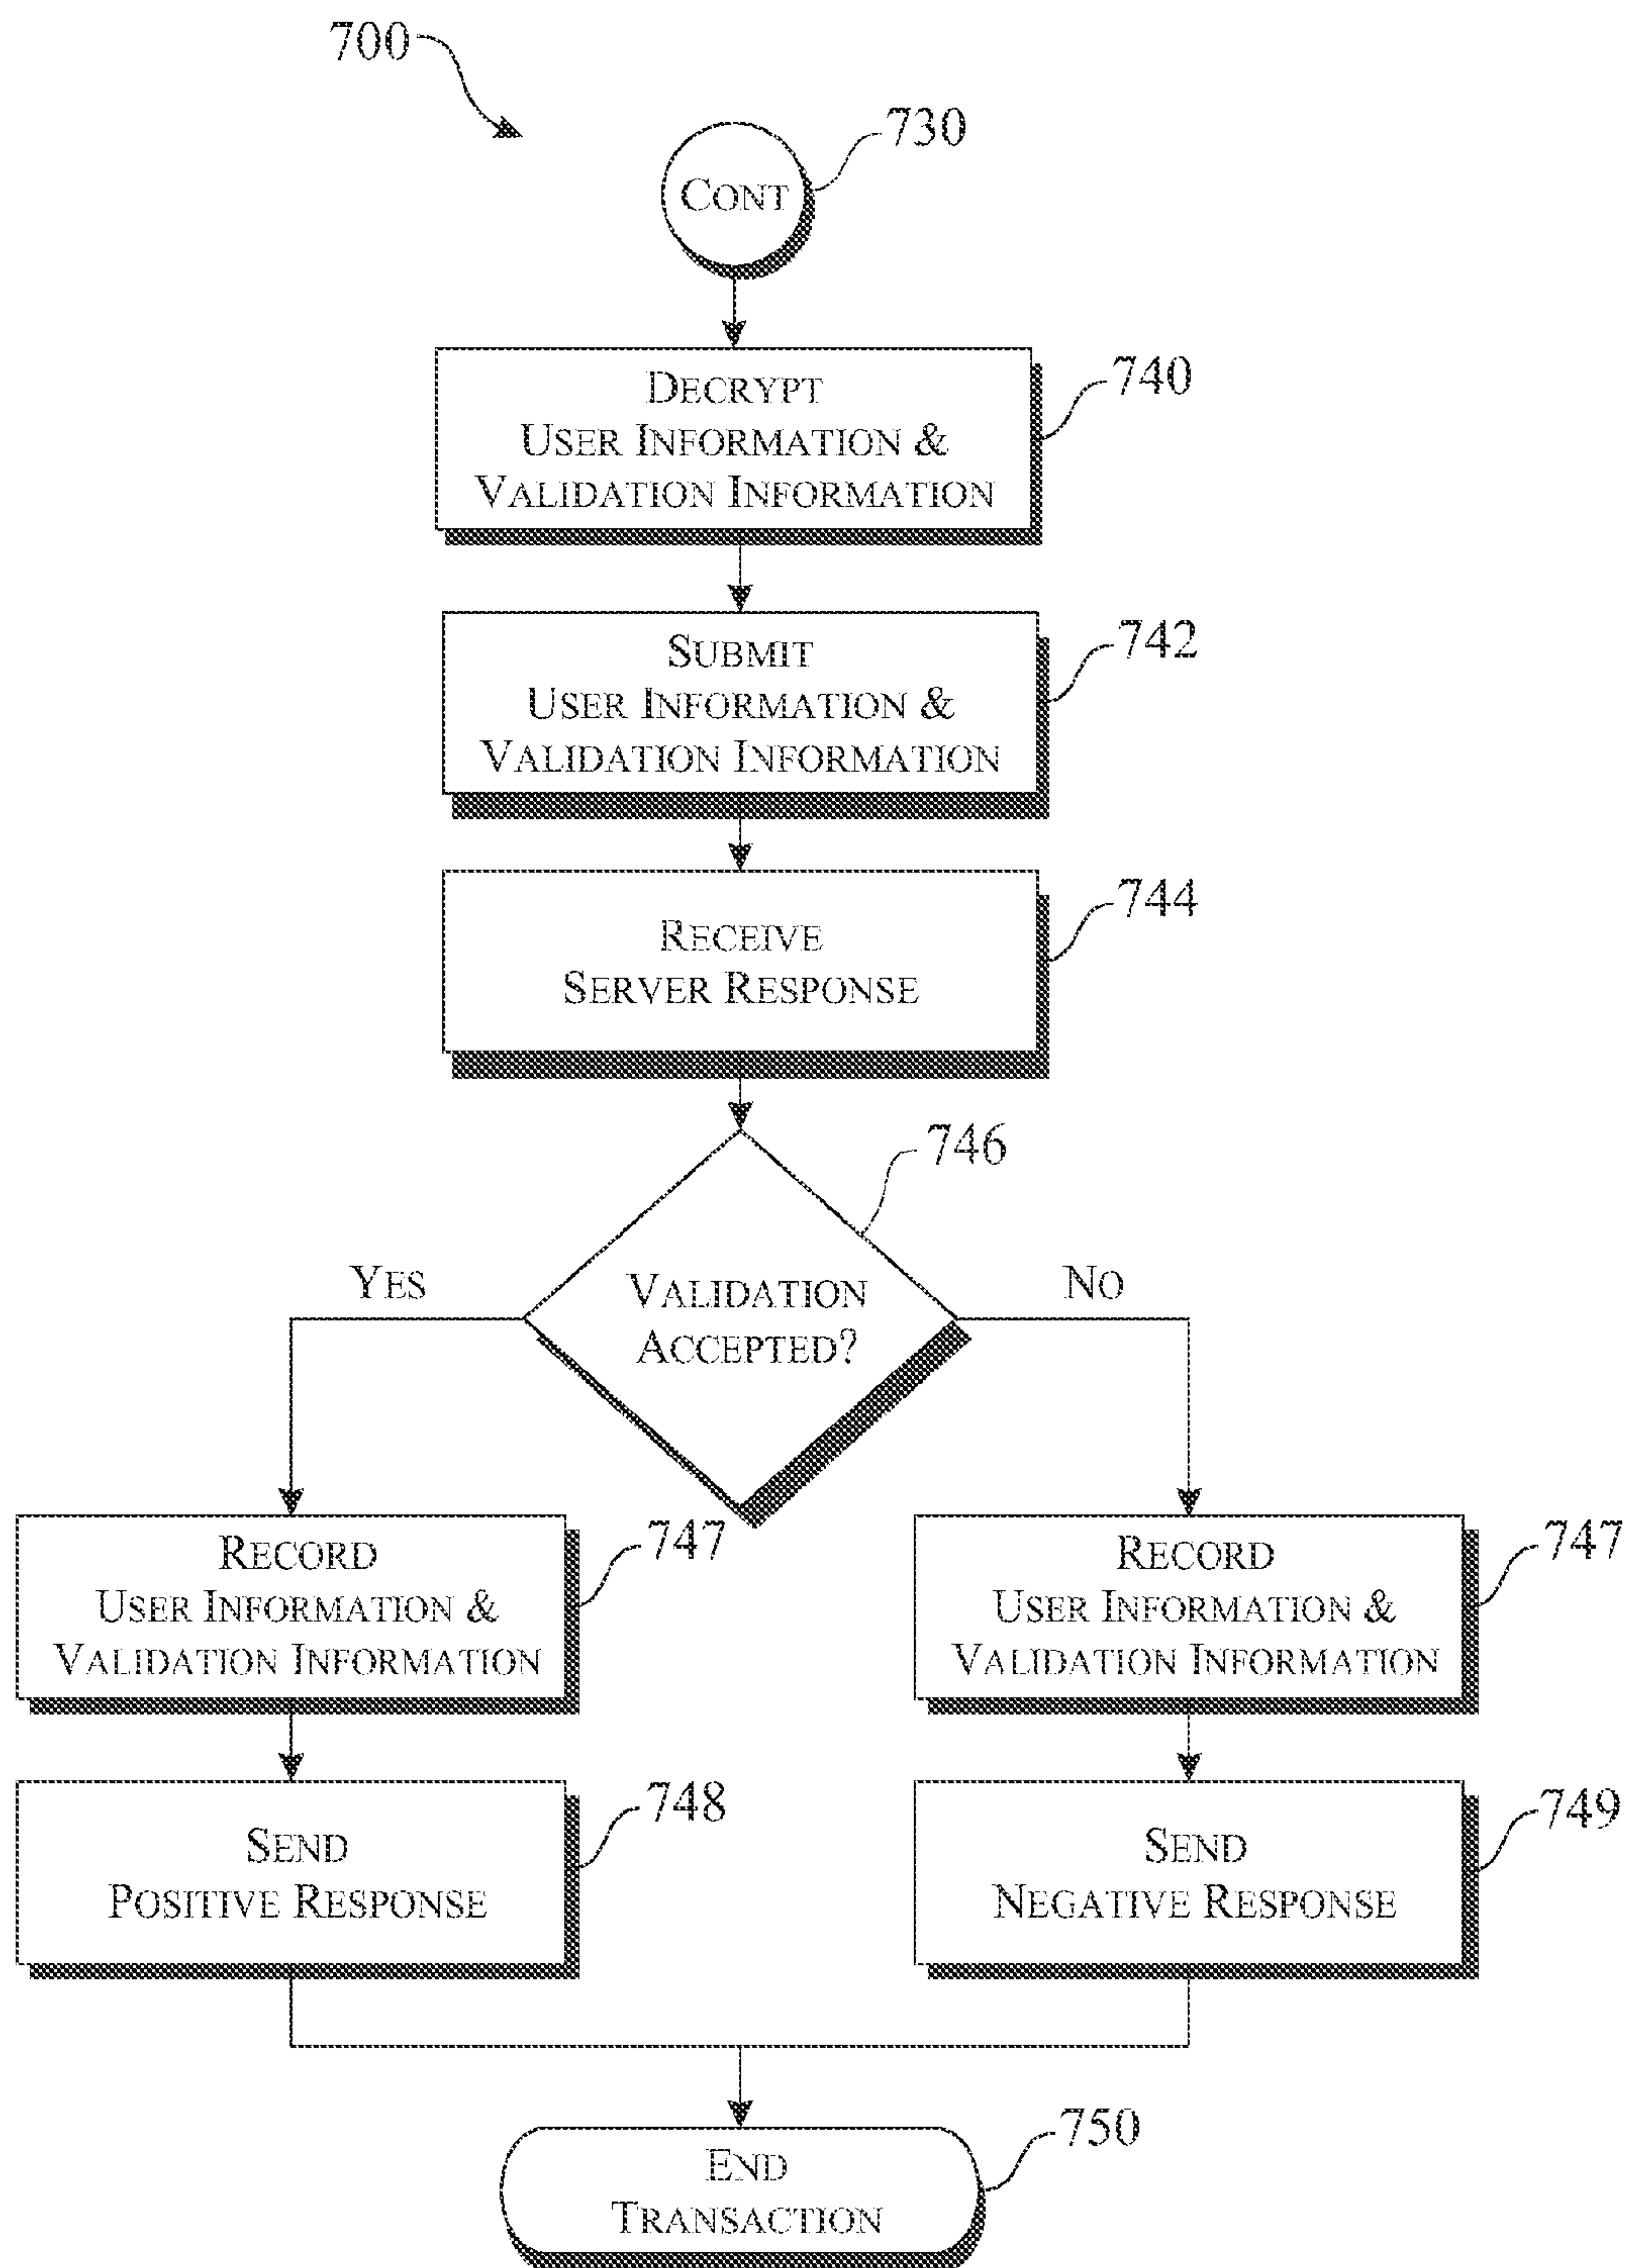 700
730
CONT
740
DECRYPT
USER INFORMATION &
VALIDATION INFORMATION
742
SUBMIT
USER INFORMATION &
VALIDATION INFORMATION
744
RECEIVE
SERVER RESPONSE
746
YES
NO
VALIDATION
ACCEPTED?
747
RECORD
USER INFORMATION &
VALIDATION INFORMATION
747
RECORD
USER INFORMATION &
VALIDATION INFORMATION
748
SEND
POSITIVE RESPONSE
749
SEND
NEGATIVE RESPONSE
750
END
TRANSACTION